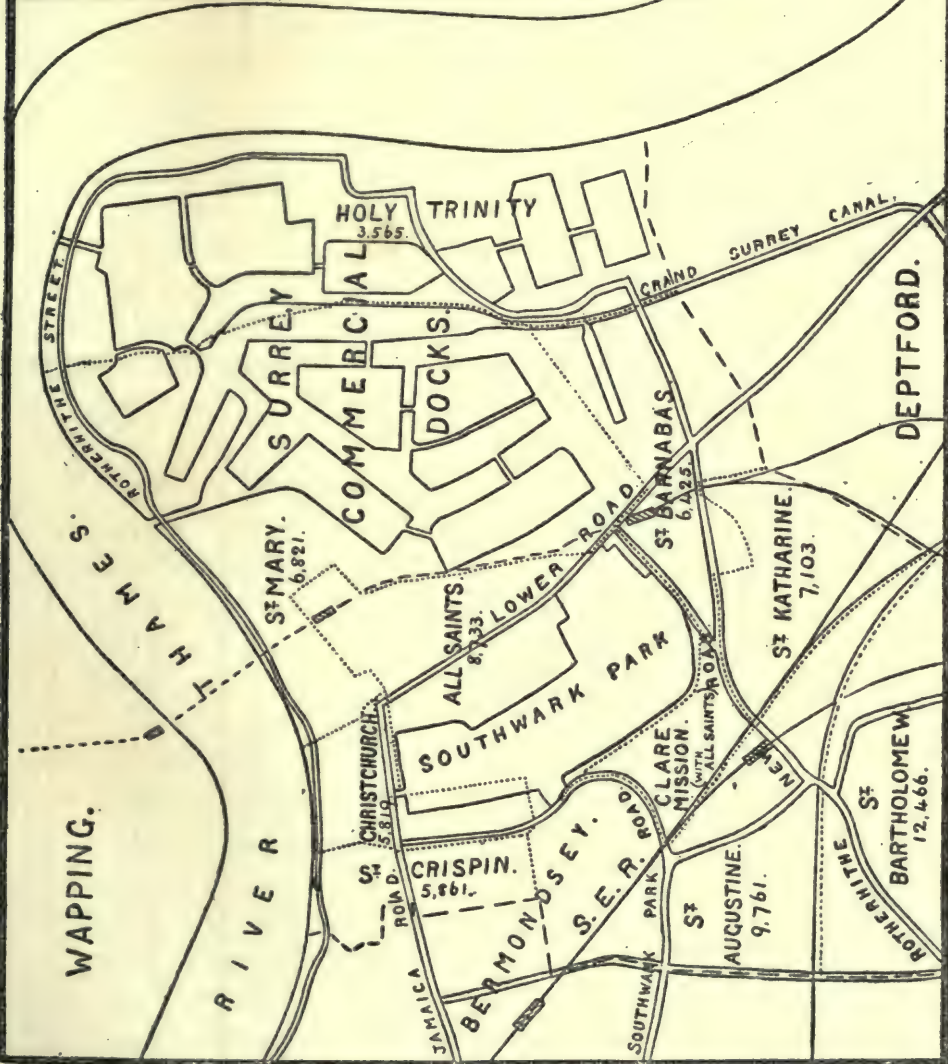 HOLY TRINITY
3,565.
GRAND SURREY CANAL.
ROTHERHITHE STREET.
SURREY
COMMERCIAL
DOCKS.
DEPTFORD.
RIVER THAMES.
WAPPING.
ST MARY.
6,821.
ALL SAINTS
LOWER ROAD
ST BARNABAS.
6,425.
ST KATHARINE.
7,103.
SOUTHWARK PARK
CHRISTCHURCH.
5,819.
CLARE
MISSION
(WITH
ALL SAINTS)
ST CRISPIN.
5,861.
JAMAICA ROAD.
BERMONDSEY.
S.E.R.
SOUTHWARK PARK ROAD
ST
AUGUSTINE.
9,761.
ROTHERHITHE NEW ROAD
ST
BARTHOLOMEW.
12,466.